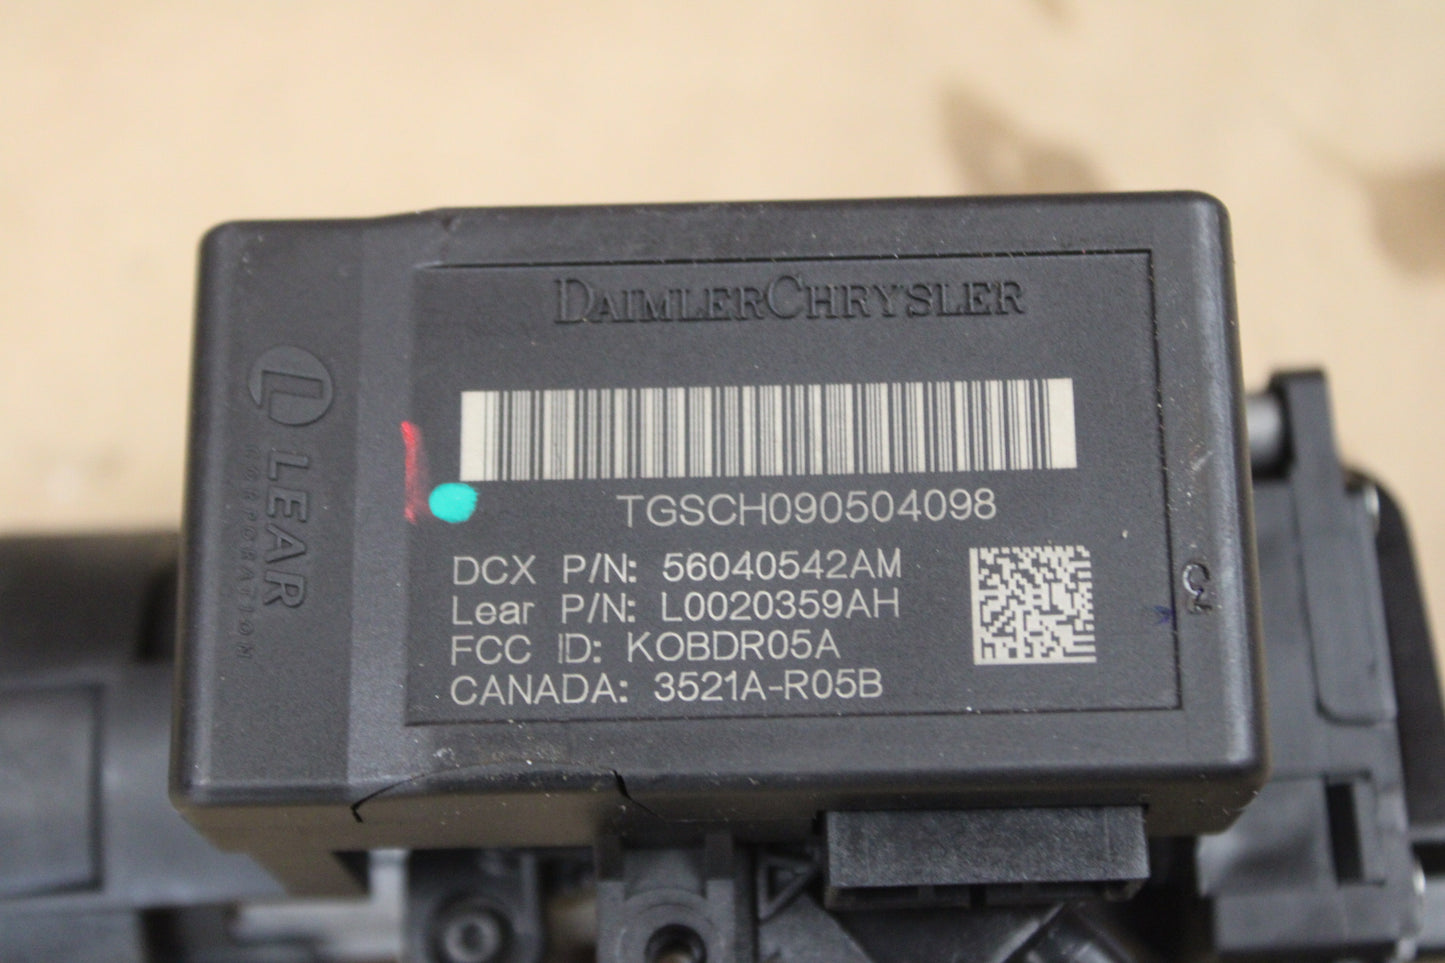 DAIMLERCHRYSLER
TGSCH090504098
DCX P/N: 56040542AM
Lear P/N: L0020359AH
FCC ID: KOBDR05A
CANADA: 3521A-R05B
LEAR
CORPORATION